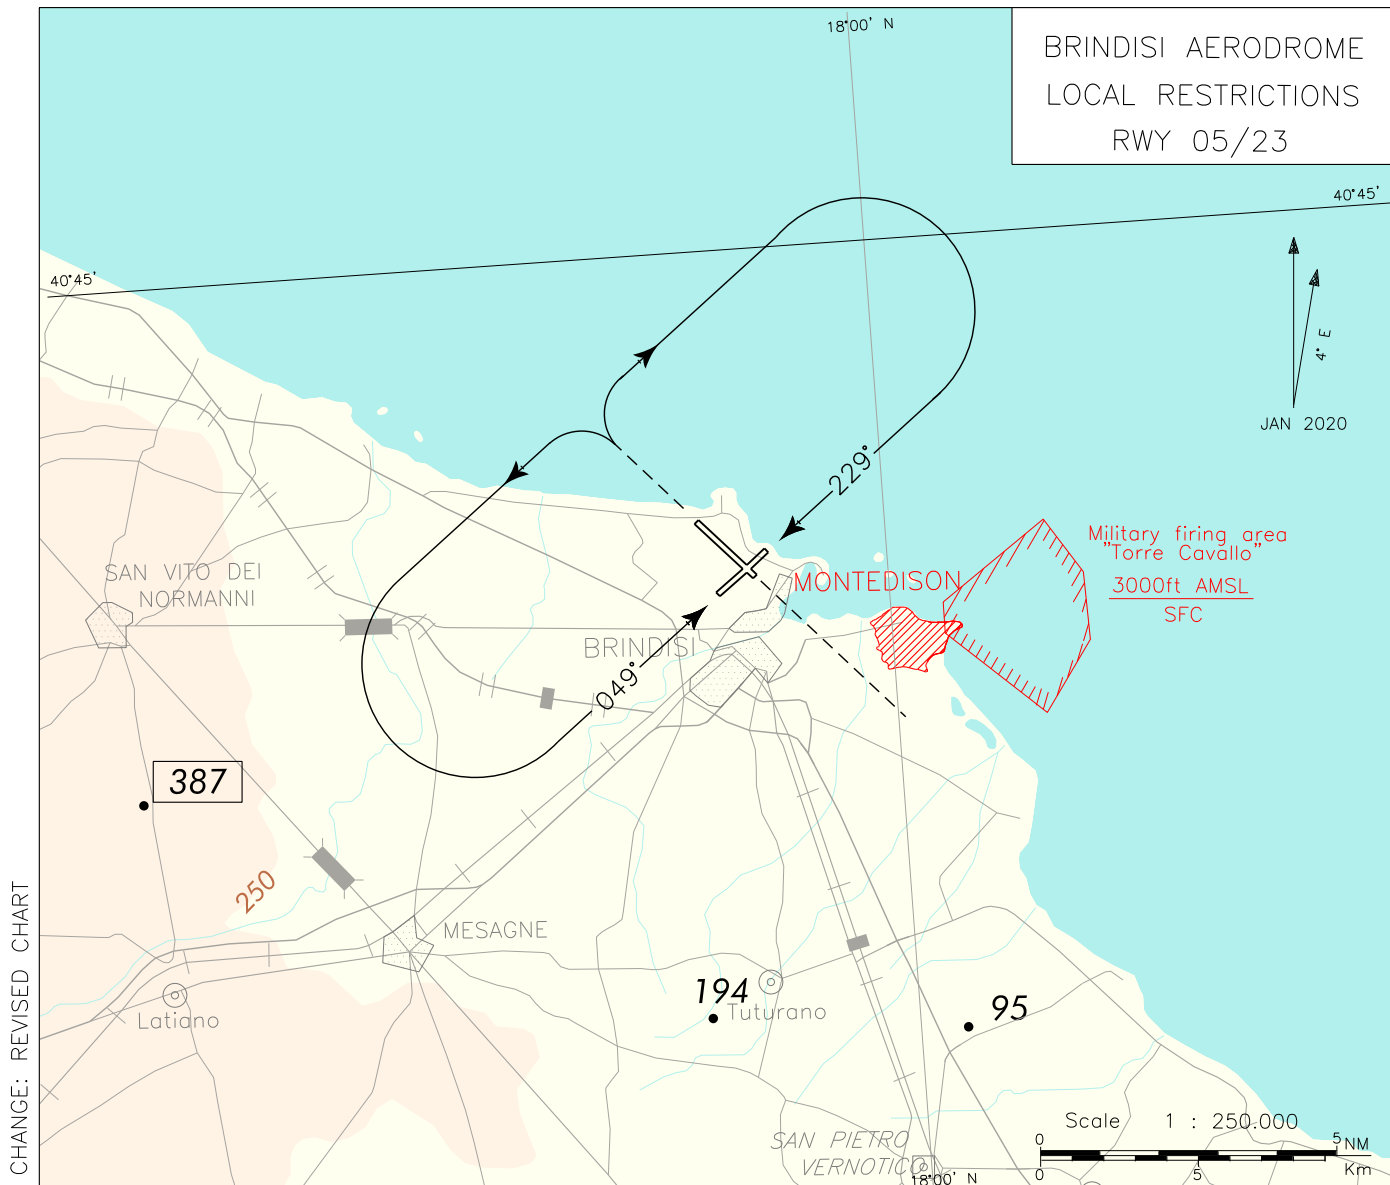 18°00' N
BRINDISI AERODROME
LOCAL RESTRICTIONS
RWY 05/23
40°45'
40°45'
4° E
JAN 2020
229°
Military firing area
"Torre Cavallo"
3000ft AMSL
SFC
MONTEDISON
SAN VITO DEI
NORMANNI
BRINDISI
049°
387
250
MESAGNE
194
Tuturano
95
Latiano
CHANGE: REVISED CHART
Scale 1 : 250.000
0 5 NM
0 5 Km
SAN PIETRO
VERNOTICO
18°00' N